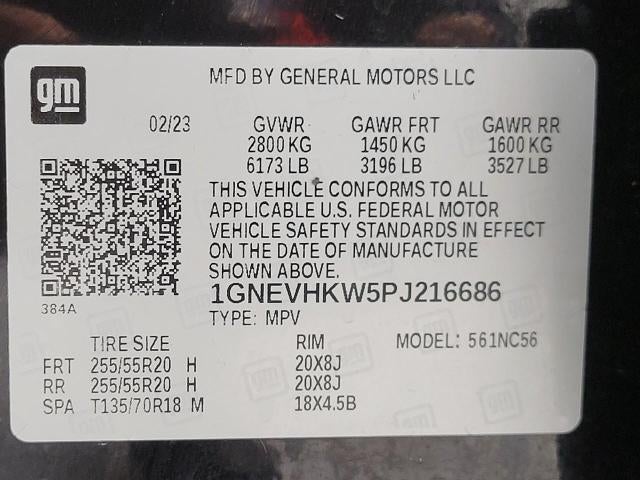 gm
MFD BY GENERAL MOTORS LLC
02/23 GVWR GAWR FRT GAWR RR
2800 KG 1450 KG 1600 KG
6173 LB 3196 LB 3527 LB
THIS VEHICLE CONFORMS TO ALL
APPLICABLE U.S. FEDERAL MOTOR
VEHICLE SAFETY STANDARDS IN EFFECT
ON THE DATE OF MANUFACTURE
SHOWN ABOVE.
384A
1GNEVHKW5PJ216686
TYPE: MPV
TIRE SIZE RIM MODEL: 561NC56
FRT 255/55R20 H 20X8J
RR 255/55R20 H 20X8J
SPA T135/70R18 M 18X4.5B